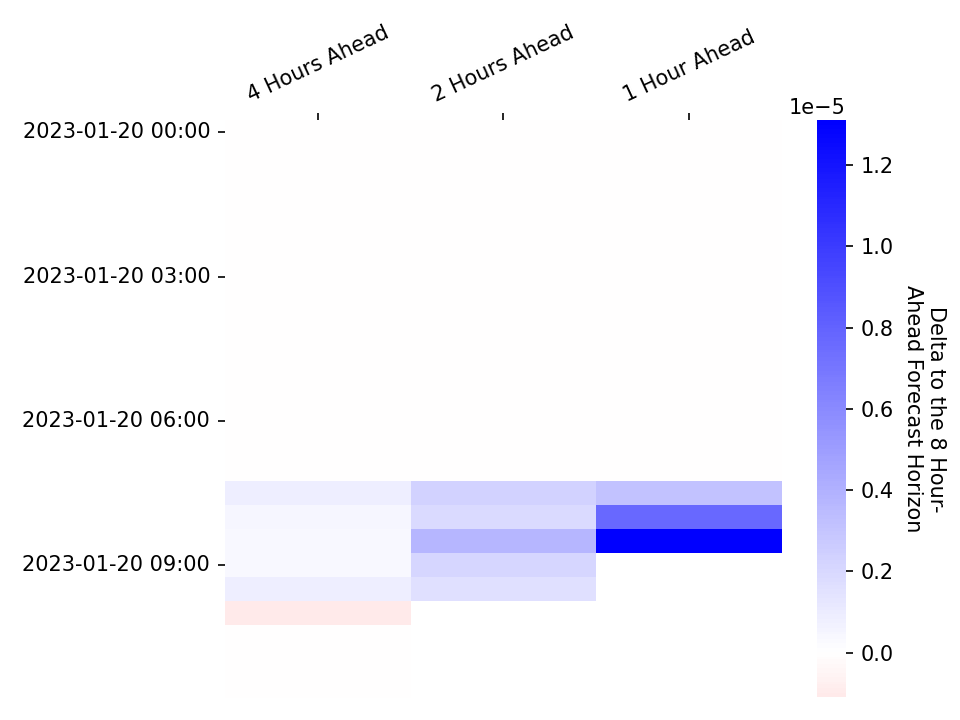 4 Hours Ahead
2 Hours Ahead
1 Hour Ahead
1e−5
2023-01-20 00:00
2023-01-20 03:00
2023-01-20 06:00
2023-01-20 09:00
1.2
1.0
0.8
0.6
0.4
0.2
0.0
Delta to the 8 Hour-
Ahead Forecast Horizon